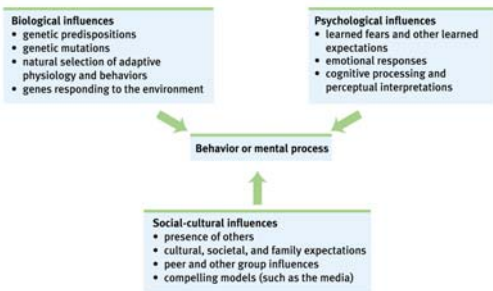 Biological influences
• genetic predispositions
• genetic mutations
• natural selection of adaptive
physiology and behaviors
• genes responding to the environment
Psychological influences
• learned fears and other learned
expectations
• emotional responses
• cognitive processing and
perceptual interpretations
Behavior or mental process
Social-cultural influences
• presence of others
• cultural, societal, and family expectations
• peer and other group influences
• compelling models (such as the media)